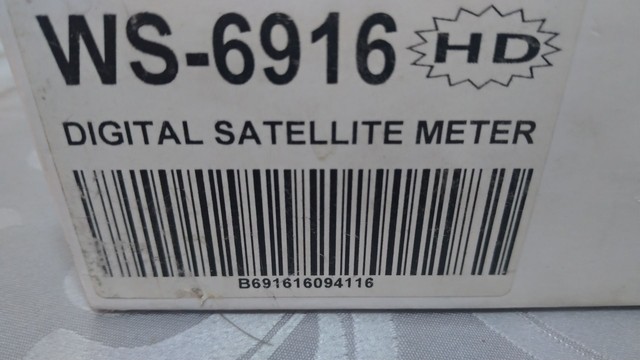 WS-6916 HD
DIGITAL SATELLITE METER
B691616094116